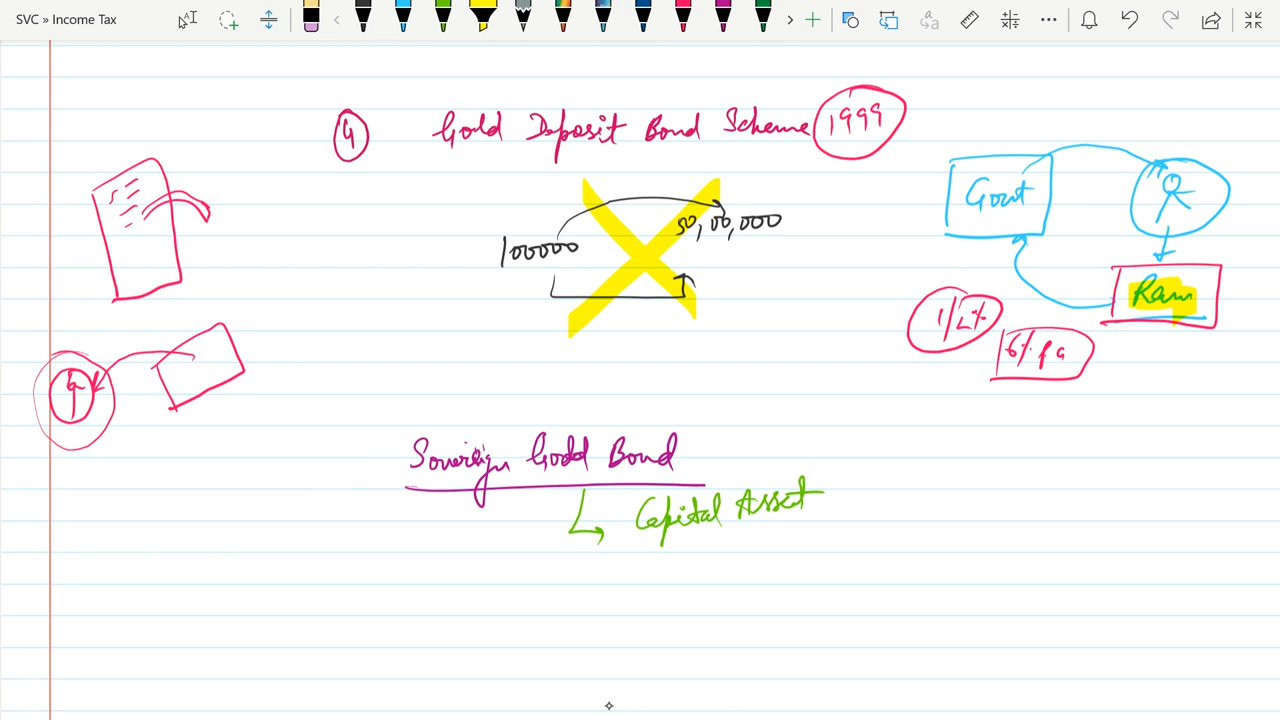 SVC » Income Tax
④ Gold Deposit Bond Scheme 1999
Govt
100000
50,00,000
Ram
1/2%
6% pa
Sovereign Gold Bond
↳ Capital Asset